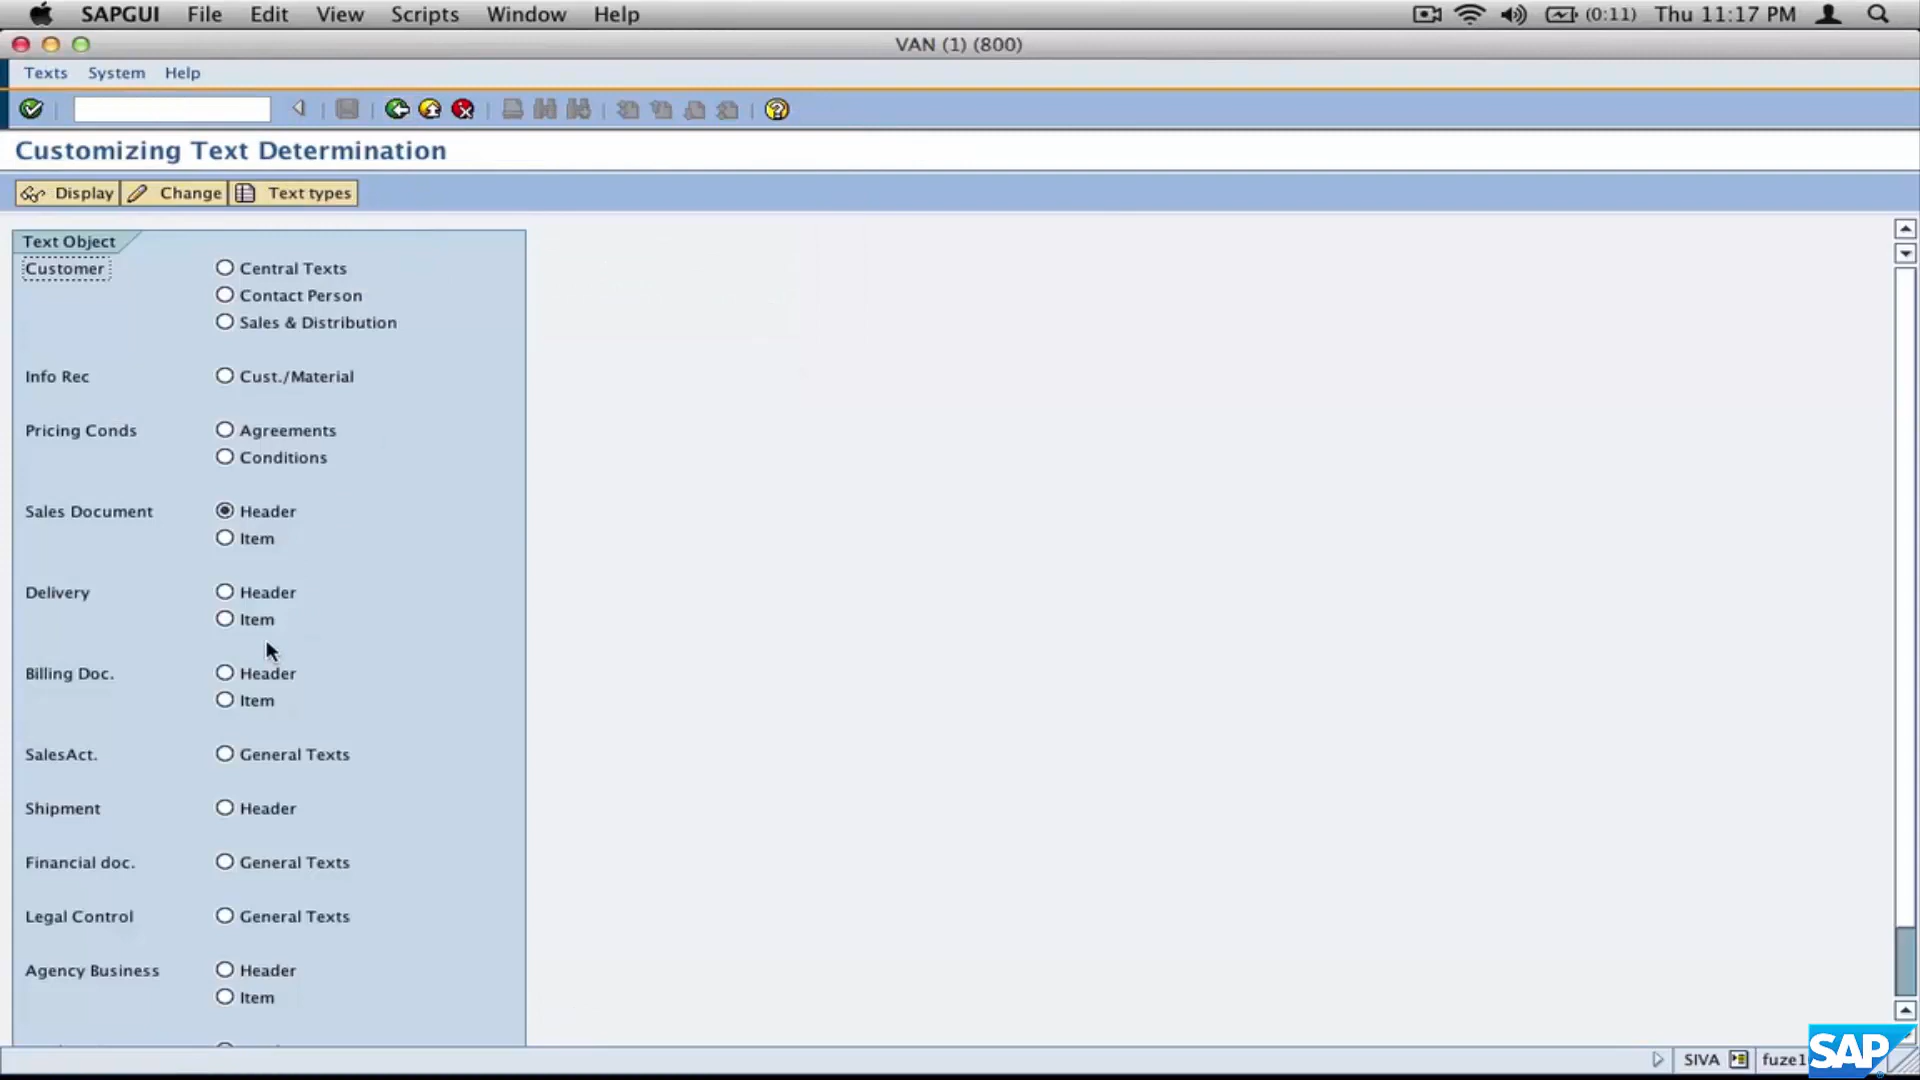 SAPGUI File Edit View Scripts Window Help (0:11) Thu 11:17 PM
VAN (1) (800)
Texts System Help
Customizing Text Determination
Display Change Text types
Text Object
Customer Central Texts
Contact Person
Sales & Distribution
Info Rec Cust./Material
Pricing Conds Agreements
Conditions
Sales Document Header
Item
Delivery Header
Item
Billing Doc. Header
Item
SalesAct. General Texts
Shipment Header
Financial doc. General Texts
Legal Control General Texts
Agency Business Header
Item
SIVA fuze1
SAP